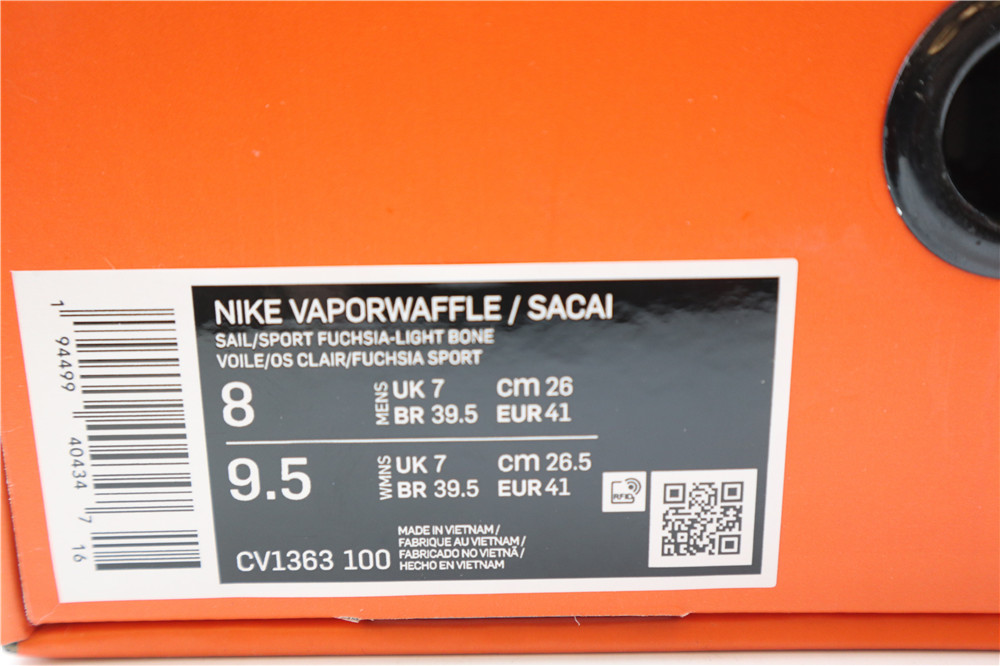 NIKE VAPORWAFFLE / SACAI
SAIL/SPORT FUCHSIA-LIGHT BONE
VOILE/OS CLAIR/FUCHSIA SPORT
8 MENS UK 7 CM 26
BR 39.5 EUR 41
9.5 WMNS UK 7 CM 26.5
BR 39.5 EUR 41
RFID
CV1363 100
MADE IN VIETNAM /
FABRIQUE AU VIETNAM /
FABRICADO NO VIETNÃ /
HECHO EN VIETNAM
1 94499 40434 7 16